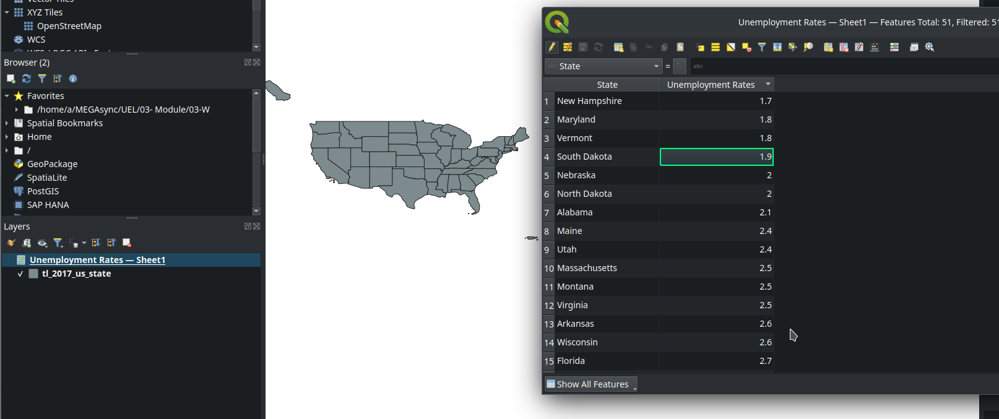 Vector Tiles
XYZ Tiles
OpenStreetMap
WCS
Browser (2)
Favorites
/home/a/MEGAsync/UEL/03- Module/03-W
Spatial Bookmarks
Home
/
GeoPackage
SpatiaLite
PostGIS
SAP HANA
Layers
Unemployment Rates — Sheet1
tl_2017_us_state
Unemployment Rates — Sheet1 — Features Total: 51, Filtered: 51
abc State = abc
State Unemployment Rates
1 New Hampshire 1.7
2 Maryland 1.8
3 Vermont 1.8
4 South Dakota 1.9
5 Nebraska 2
6 North Dakota 2
7 Alabama 2.1
8 Maine 2.4
9 Utah 2.4
10 Massachusetts 2.5
11 Montana 2.5
12 Virginia 2.5
13 Arkansas 2.6
14 Wisconsin 2.6
15 Florida 2.7
Show All Features